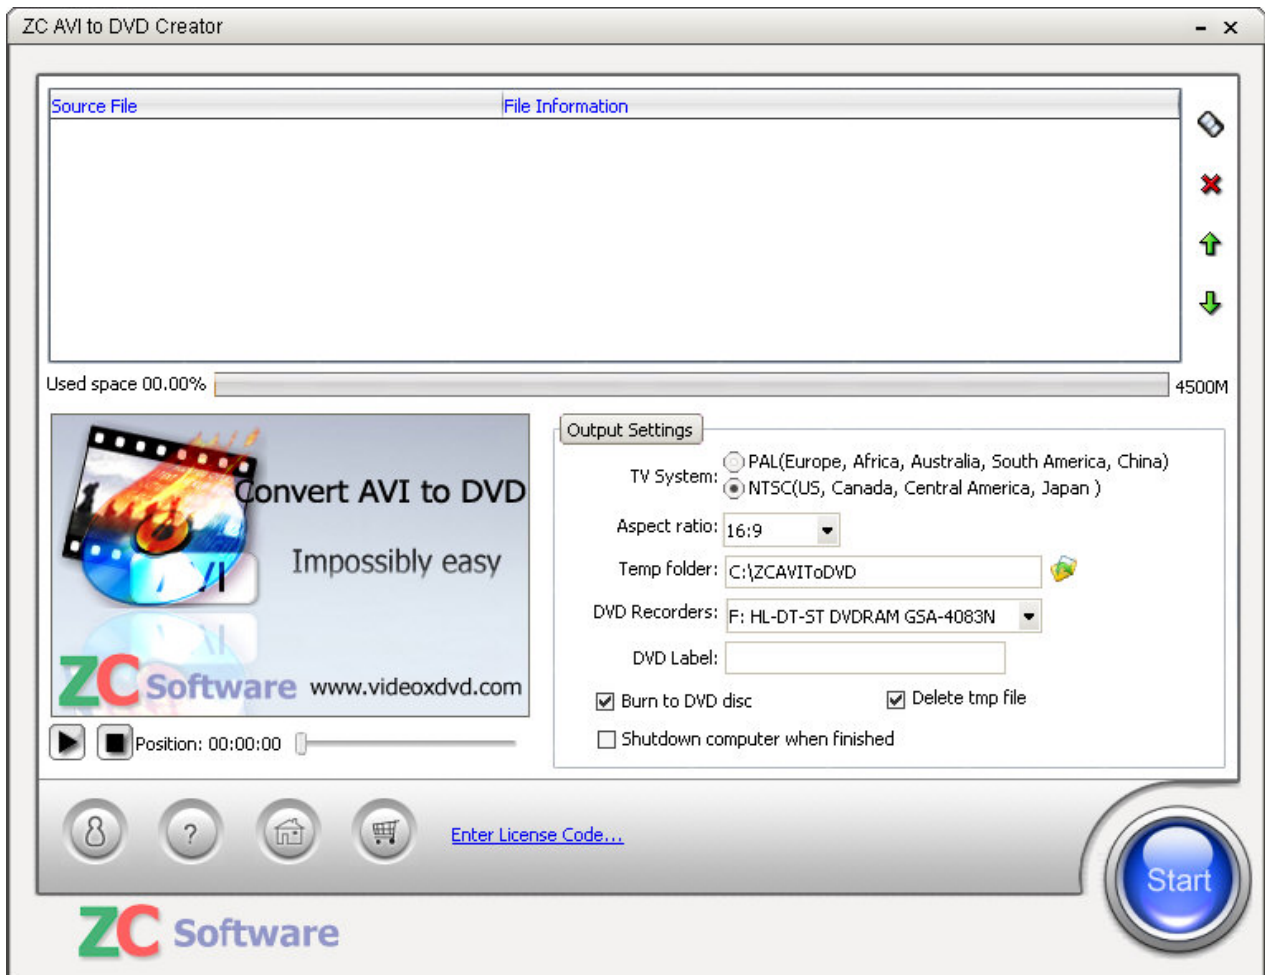 ZC AVI to DVD Creator
Source File
File Information
Used space 00.00%
4500M
Convert AVI to DVD
Impossibly easy
ZC Software www.videoxdvd.com
Position: 00:00:00
Output Settings
TV System:
PAL(Europe, Africa, Australia, South America, China)
NTSC(US, Canada, Central America, Japan )
Aspect ratio: 16:9
Temp folder: C:\ZCAVIToDVD
DVD Recorders: F: HL-DT-ST DVDRAM GSA-4083N
DVD Label:
Burn to DVD disc
Delete tmp file
Shutdown computer when finished
?
Enter License Code...
Start
ZC Software